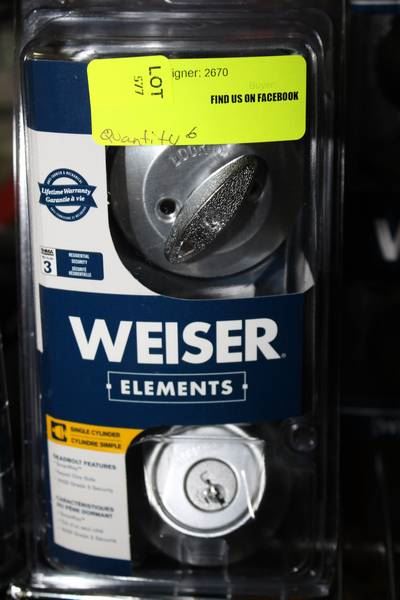 LOT
577
igner: 2670
Buyer:
FIND US ON FACEBOOK
Quantity 6
Lifetime Warranty
Garantie à vie
3
RESIDENTIAL
SECURITY
SÉCURITÉ
RÉSIDENTIELLE
WEISER
ELEMENTS
SINGLE CYLINDER
CYLINDRE SIMPLE
DEADBOLT FEATURES
CARACTÉRISTIQUES
DU PÊNE DORMANT